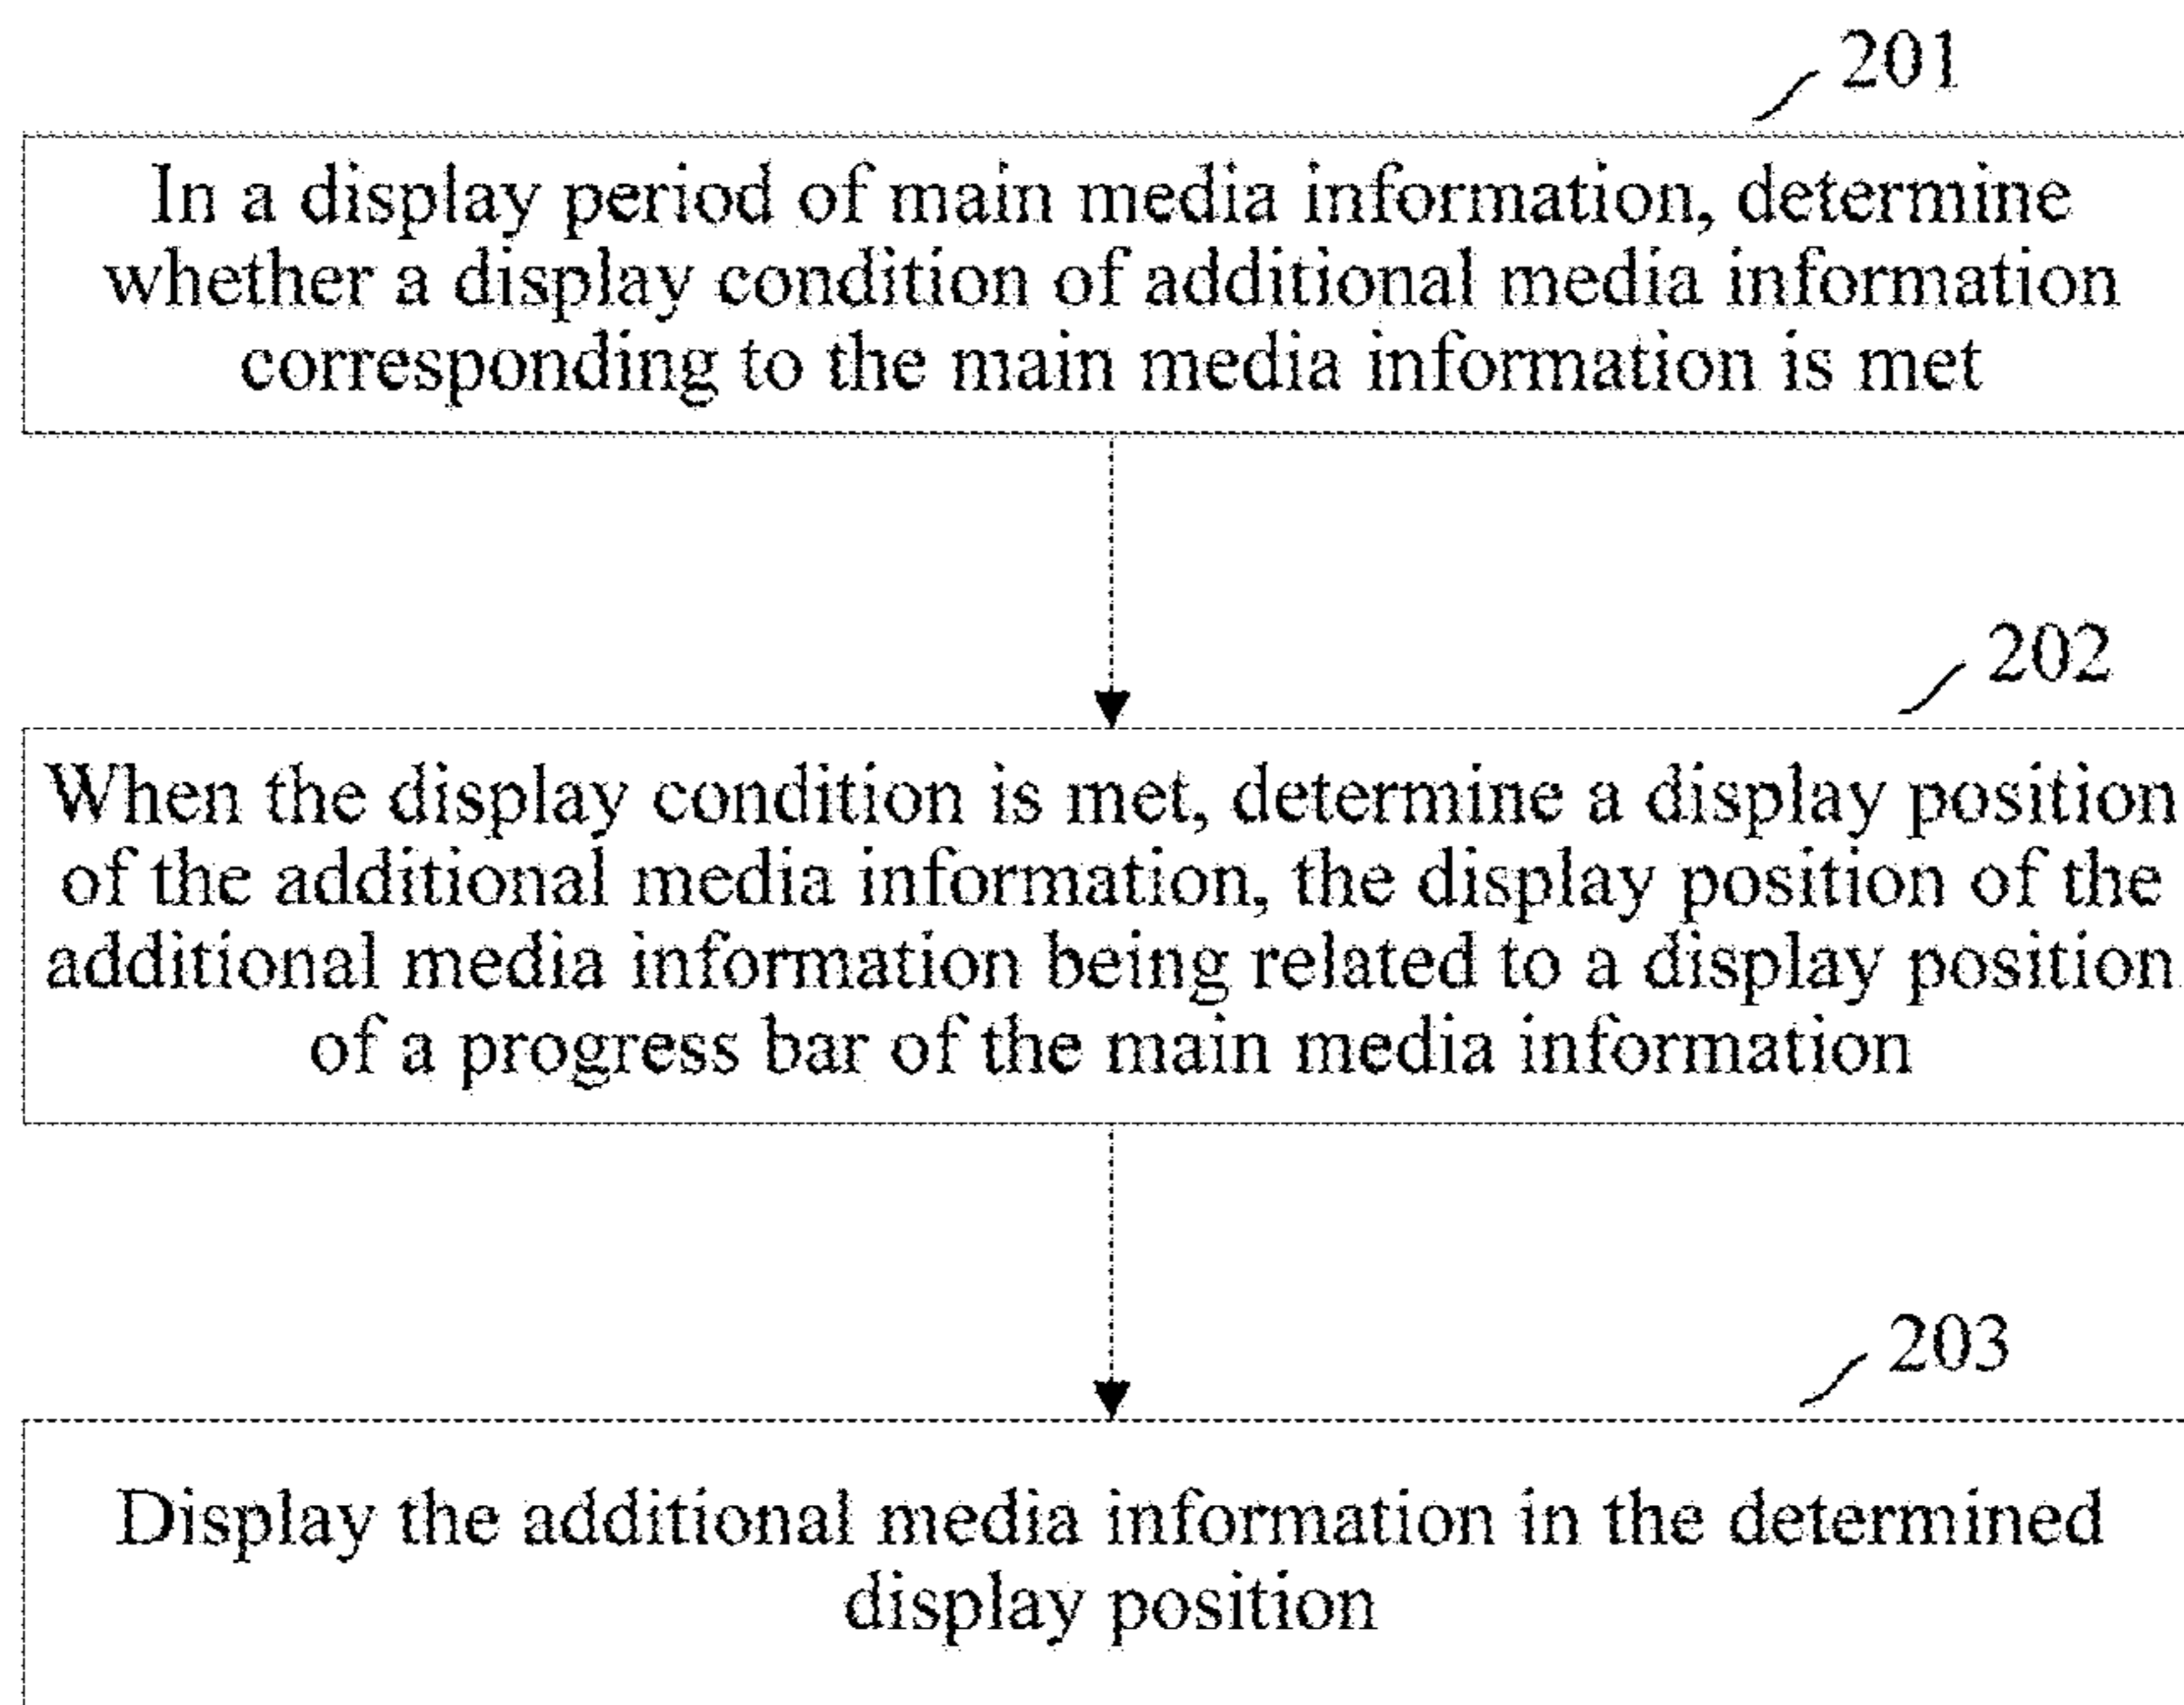 201
In a display period of main media information, determine
whether a display condition of additional media information
corresponding to the main media information is met
202
When the display condition is met, determine a display position
of the additional media information, the display position of the
additional media information being related to a display position
of a progress bar of the main media information
203
Display the additional media information in the determined
display position